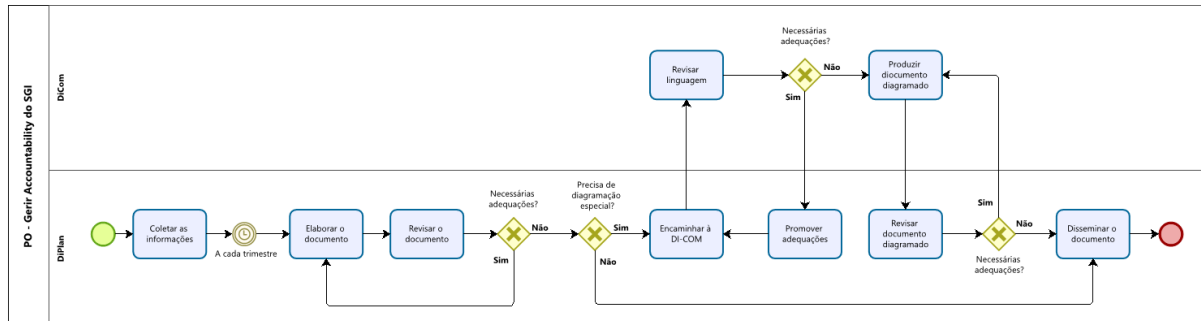 PO - Gerir Accountability do SGI
DiCom
Revisar
linguagem
Necessárias
adequações?
Não
Sim
Produzir
diocumento
diagramado
DiPlan
Coletar as
informações
A cada trimestre
Elaborar o
documento
Revisar o
documento
Necessárias
adequações?
Não
Sim
Precisa de
diagramação
especial?
Sim
Não
Encaminhar à
DI-COM
Promover
adequações
Revisar
documento
diagramado
Sim
Não
Necessárias
adequações?
Disseminar o
documento